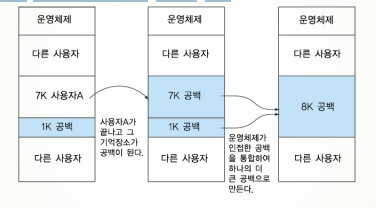 운영체제
다른 사용자
7K 사용자A
1K 공백
다른 사용자
사용자A가
끝나고 그
기억장소가
공백이 된다.
운영체제
다른 사용자
7K 공백
1K 공백
다른 사용자
운영체제가
인접한 공백
을 통합하여
하나의 더
큰 공백으로
만든다.
운영체제
다른 사용자
8K 공백
다른 사용자